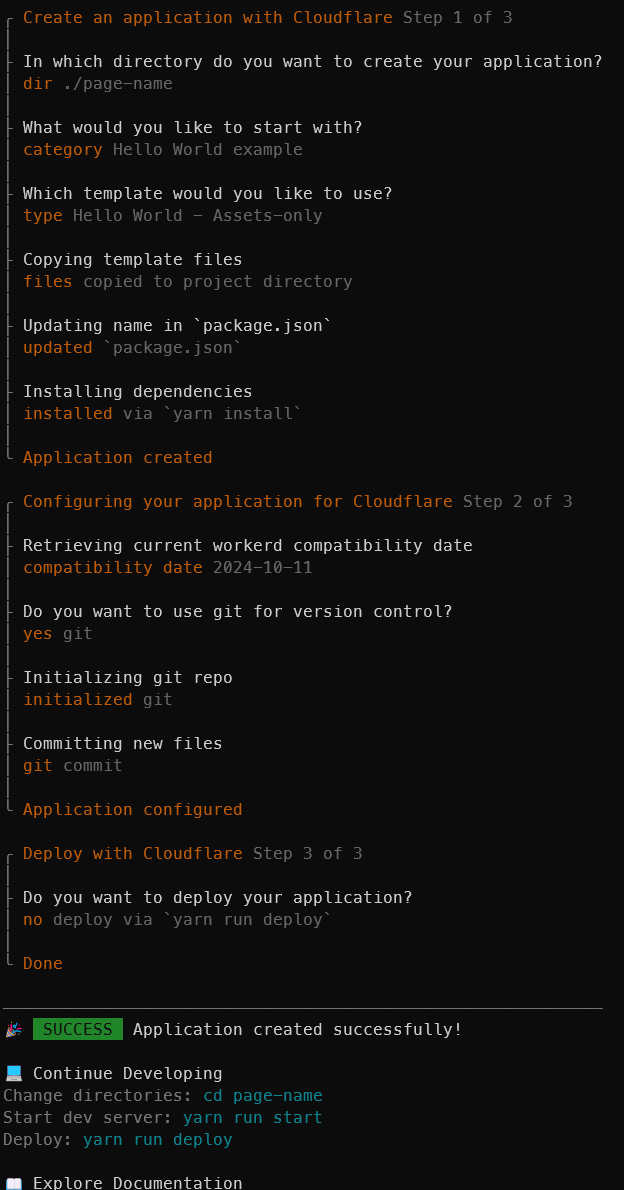 Create an application with Cloudflare Step 1 of 3
In which directory do you want to create your application?
dir ./page-name
What would you like to start with?
category Hello World example
Which template would you like to use?
type Hello World - Assets-only
Copying template files
files copied to project directory
Updating name in `package.json`
updated `package.json`
Installing dependencies
installed via `yarn install`
Application created
Configuring your application for Cloudflare Step 2 of 3
Retrieving current workerd compatibility date
compatibility date 2024-10-11
Do you want to use git for version control?
yes git
Initializing git repo
initialized git
Committing new files
git commit
Application configured
Deploy with Cloudflare Step 3 of 3
Do you want to deploy your application?
no deploy via `yarn run deploy`
Done
SUCCESS Application created successfully!
Continue Developing
Change directories: cd page-name
Start dev server: yarn run start
Deploy: yarn run deploy
Explore Documentation